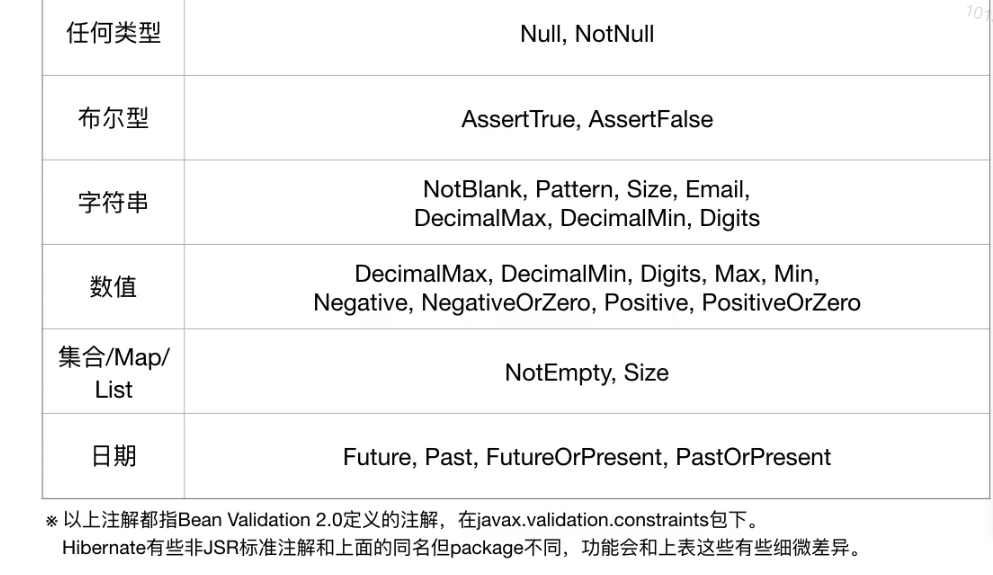 101
任何类型
Null, NotNull
布尔型
AssertTrue, AssertFalse
字符串
NotBlank, Pattern, Size, Email,
DecimalMax, DecimalMin, Digits
数值
DecimalMax, DecimalMin, Digits, Max, Min,
Negative, NegativeOrZero, Positive, PositiveOrZero
集合/Map/
List
NotEmpty, Size
日期
Future, Past, FutureOrPresent, PastOrPresent
※ 以上注解都指Bean Validation 2.0定义的注解，在javax.validation.constraints包下。
Hibernate有些非JSR标准注解和上面的同名但package不同，功能会和上表这些有些细微差异。